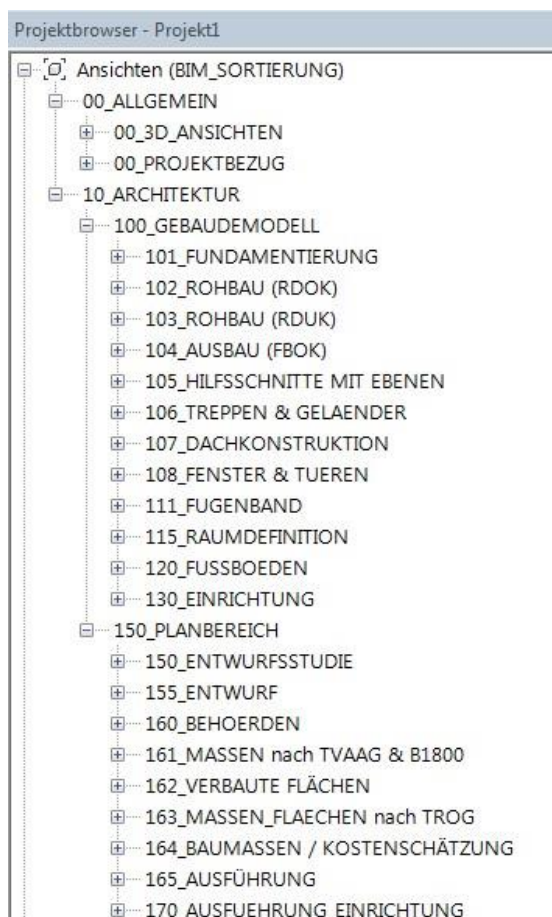 Projektbrowser - Projekt1
Ansichten (BIM_SORTIERUNG)
00_ALLGEMEIN
00_3D_ANSICHTEN
00_PROJEKTBEZUG
10_ARCHITEKTUR
100_GEBAUDEMODELL
101_FUNDAMENTIERUNG
102_ROHBAU (RDOK)
103_ROHBAU (RDUK)
104_AUSBAU (FBOK)
105_HILFSSCHNITTE MIT EBENEN
106_TREPPEN & GELAENDER
107_DACHKONSTRUKTION
108_FENSTER & TUEREN
111_FUGENBAND
115_RAUMDEFINITION
120_FUSSBOEDEN
130_EINRICHTUNG
150_PLANBEREICH
150_ENTWURFSSTUDIE
155_ENTWURF
160_BEHOERDEN
161_MASSEN nach TVAAG & B1800
162_VERBAUTE FLÄCHEN
163_MASSEN_FLAECHEN nach TROG
164_BAUMASSEN / KOSTENSCHÄTZUNG
165_AUSFÜHRUNG
170_AUSFUEHRUNG_EINRICHTUNG